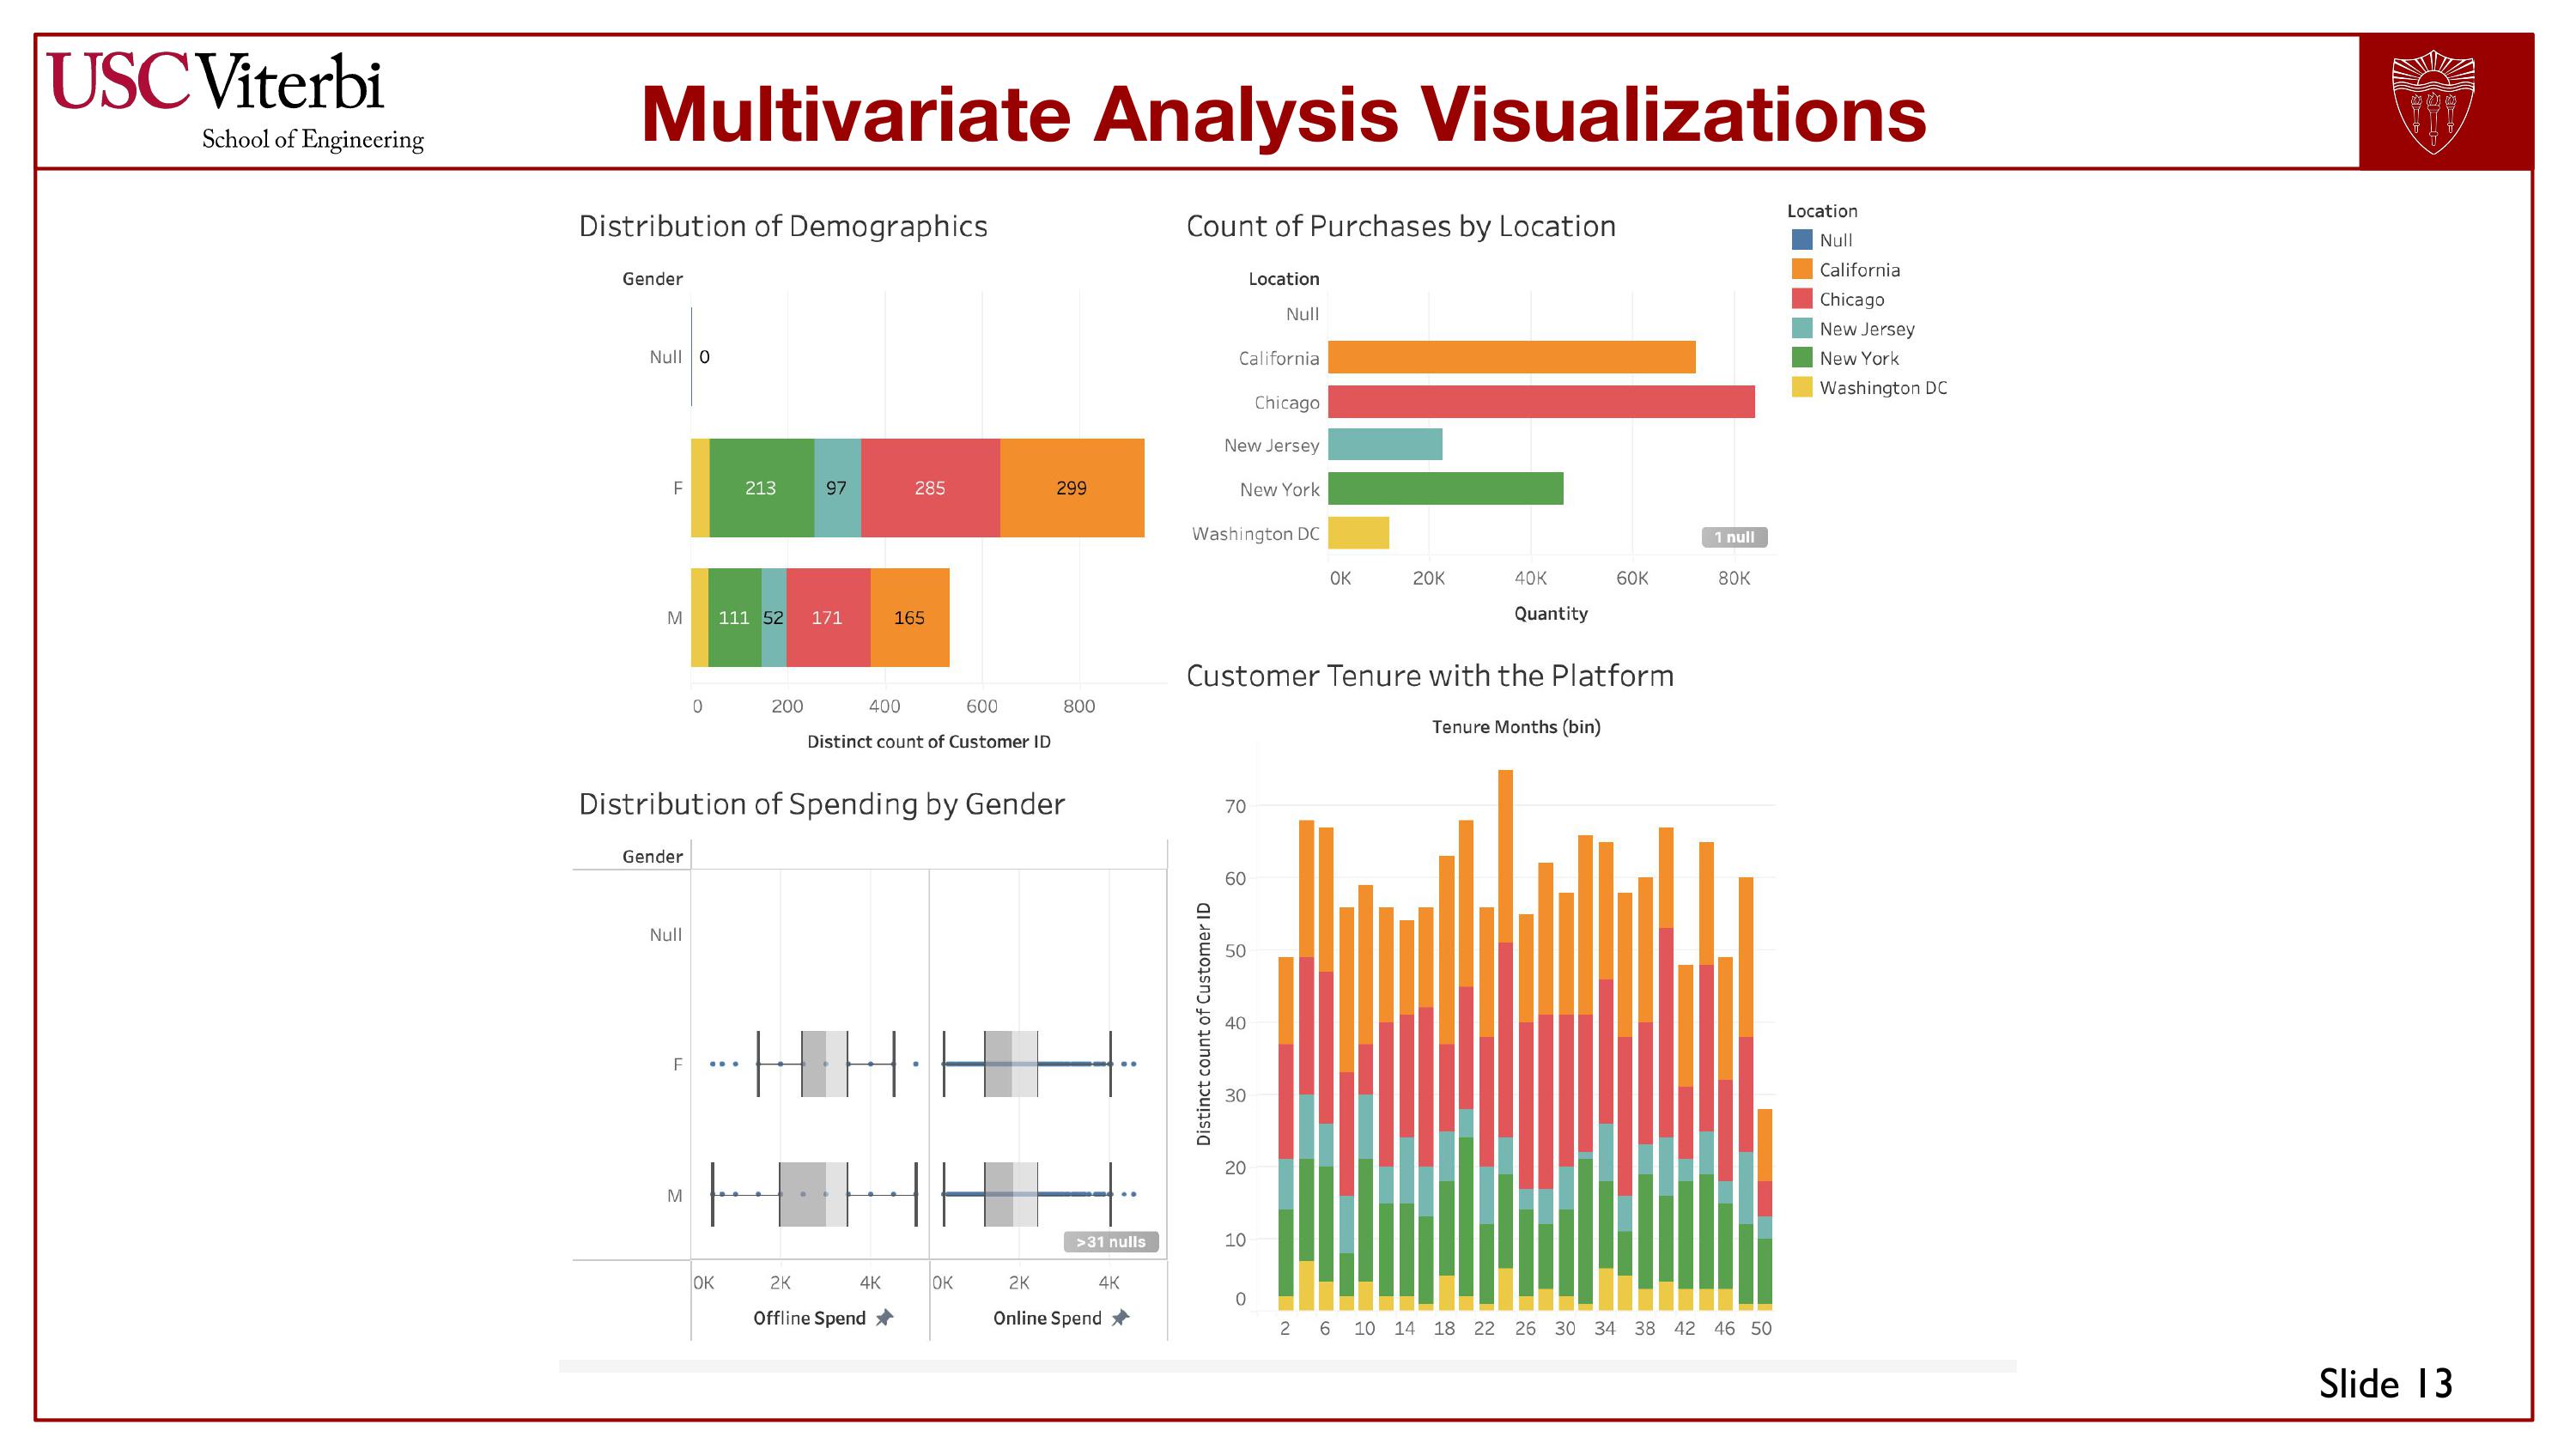 USC Viterbi
School of Engineering
Multivariate Analysis Visualizations
Distribution of Demographics
Gender
Null
0
F
213
97
285
299
M
111
52
171
165
0
200
400
600
800
Distinct count of Customer ID
Count of Purchases by Location
Location
Null
California
Chicago
New Jersey
New York
Washington DC
1 null
0K
20K
40K
60K
80K
Quantity
Location
Null
California
Chicago
New Jersey
New York
Washington DC
Distribution of Spending by Gender
Gender
Null
F
M
>31 nulls
0K
2K
4K
0K
2K
4K
Offline Spend
Online Spend
Customer Tenure with the Platform
Tenure Months (bin)
Distinct count of Customer ID
70
60
50
40
30
20
10
0
2
6
10
14
18
22
26
30
34
38
42
46
50
Slide 13